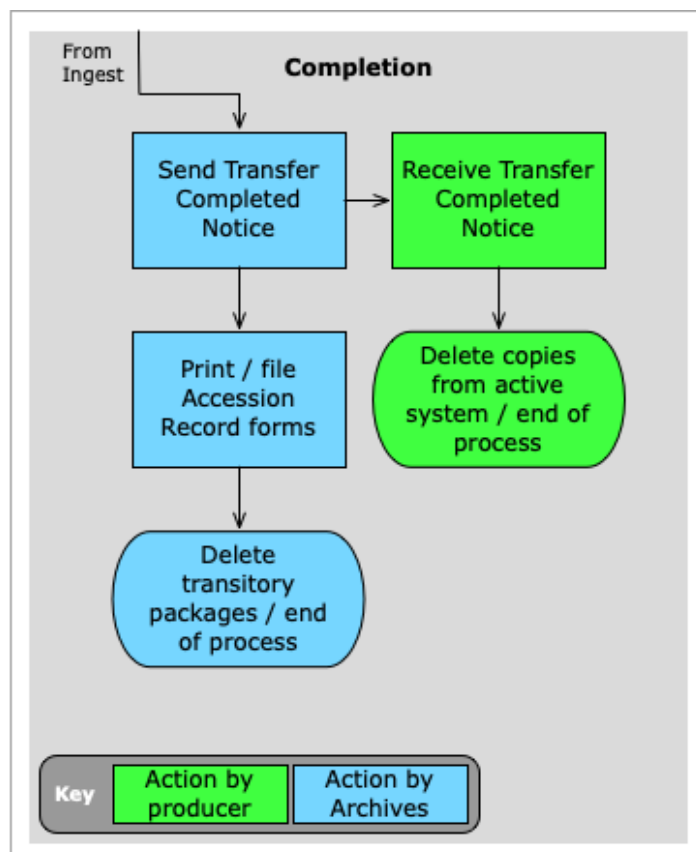 From
Ingest
Completion
Send Transfer
Completed
Notice
Receive Transfer
Completed
Notice
Print / file
Accession
Record forms
Delete copies
from active
system / end of
process
Delete
transitory
packages / end
of process
Key
Action by
producer
Action by
Archives